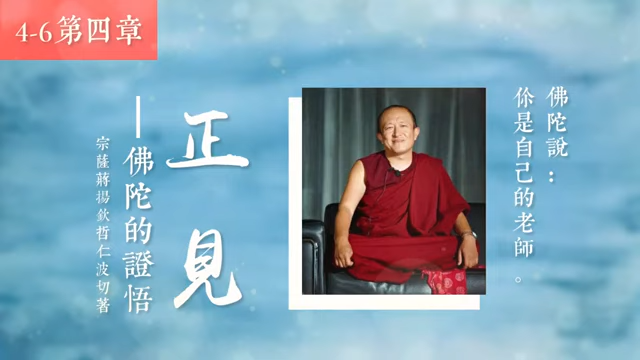 4-6第四章
佛陀說：
你是自己的老師。
正見
—佛陀的證悟
宗薩蔣揚欽哲仁波切著